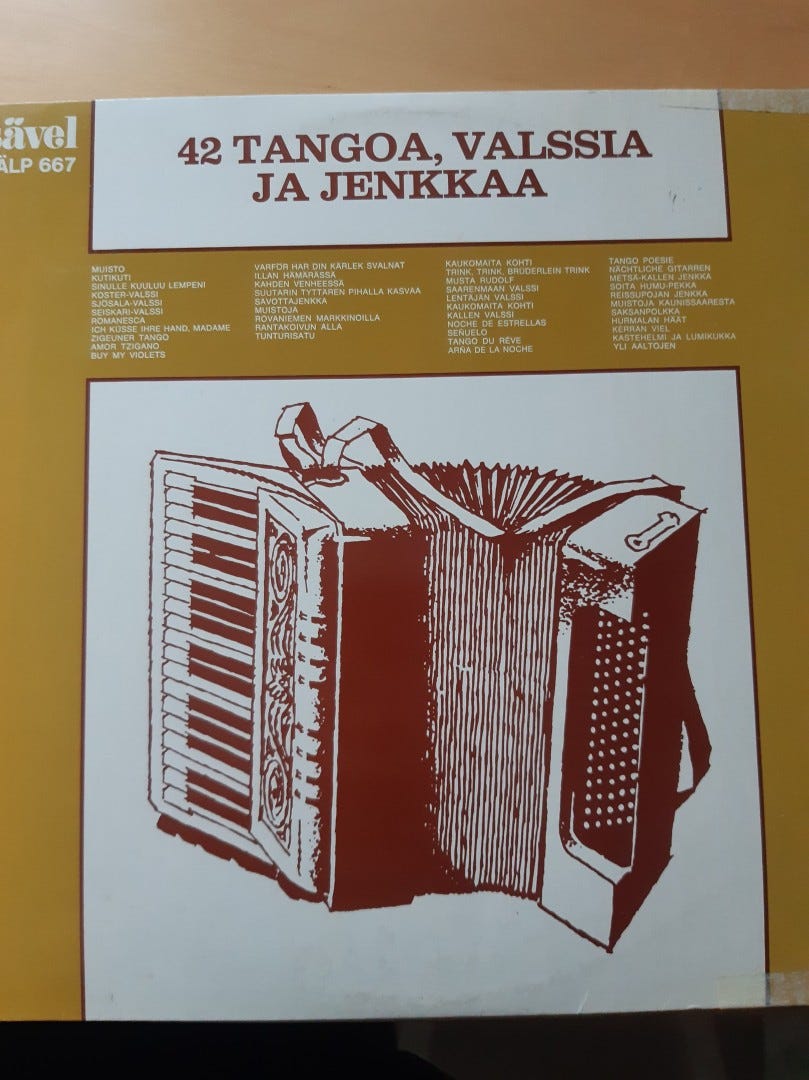 sävel
ÄLP 667
42 TANGOA, VALSSIA
JA JENKKAA
MUISTO
KUTIKUTI
SINULLE KUULUU LEMPENI
KOSTER-VALSSI
SJÖSALA-VALSSI
SEISKARI-VALSSI
ROMANESCA
ICH KÜSSE IHRE HAND, MADAME
ZIGEUNER TANGO
AMOR TZIGANO
BUY MY VIOLETS
VARFÖR HAR DIN KÄRLEK SVALNAT
ILLAN HÄMÄRÄSSÄ
KAHDEN VENHEESSÄ
SUUTARIN TYTTÄREN PIHALLA KASVAA
SAVOTTAJENKKA
MUISTOJA
ROVANIEMEN MARKKINOILLA
RANTAKOIVUN ALLA
TUNTURISATU
KAUKOMAITA KOHTI
TRINK, TRINK, BRÜDERLEIN TRINK
MUSTA RUDOLF
SAARENMAAN VALSSI
LENTÄJÄN VALSSI
KAUKOMAITA KOHTI
KALLEN VALSSI
NOCHE DE ESTRELLAS
SEÑUELO
TANGO DU RÊVE
ARÑA DE LA NOCHE
TANGO POESIE
NÄCHTLICHE GITARREN
METSÄ-KALLEN JENKKA
SOITA HUMU-PEKKA
REISSUPOJAN JENKKA
MUISTOJA KAUNISSAARESTA
SAKSANPOLKKA
HURMALAN HÄÄT
KERRAN VIEL
KASTEHELMI JA LUMIKUKKA
YLI AALTOJEN